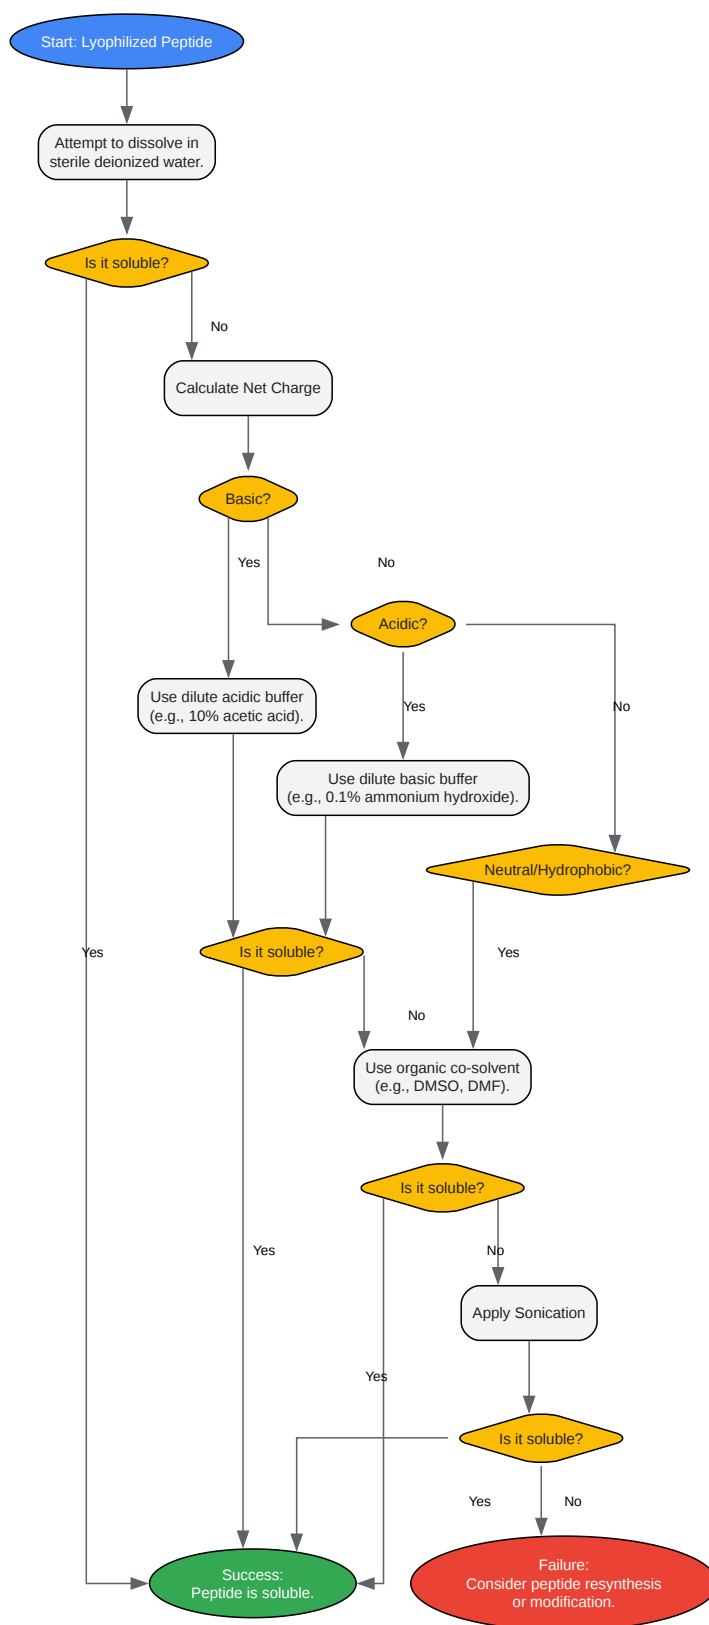 Start: Lyophilized Peptide
Attempt to dissolve in
sterile deionized water.
Is it soluble?
No
Calculate Net Charge
Basic?
Yes
No
Acidic?
Use dilute acidic buffer
(e.g., 10% acetic acid).
Yes
No
Use dilute basic buffer
(e.g., 0.1% ammonium hydroxide).
Neutral/Hydrophobic?
Yes
Is it soluble?
Yes
No
Use organic co-solvent
(e.g., DMSO, DMF).
Is it soluble?
Yes
No
Apply Sonication
Yes
Is it soluble?
Yes
No
Success:
Peptide is soluble.
Failure:
Consider peptide resynthesis
or modification.